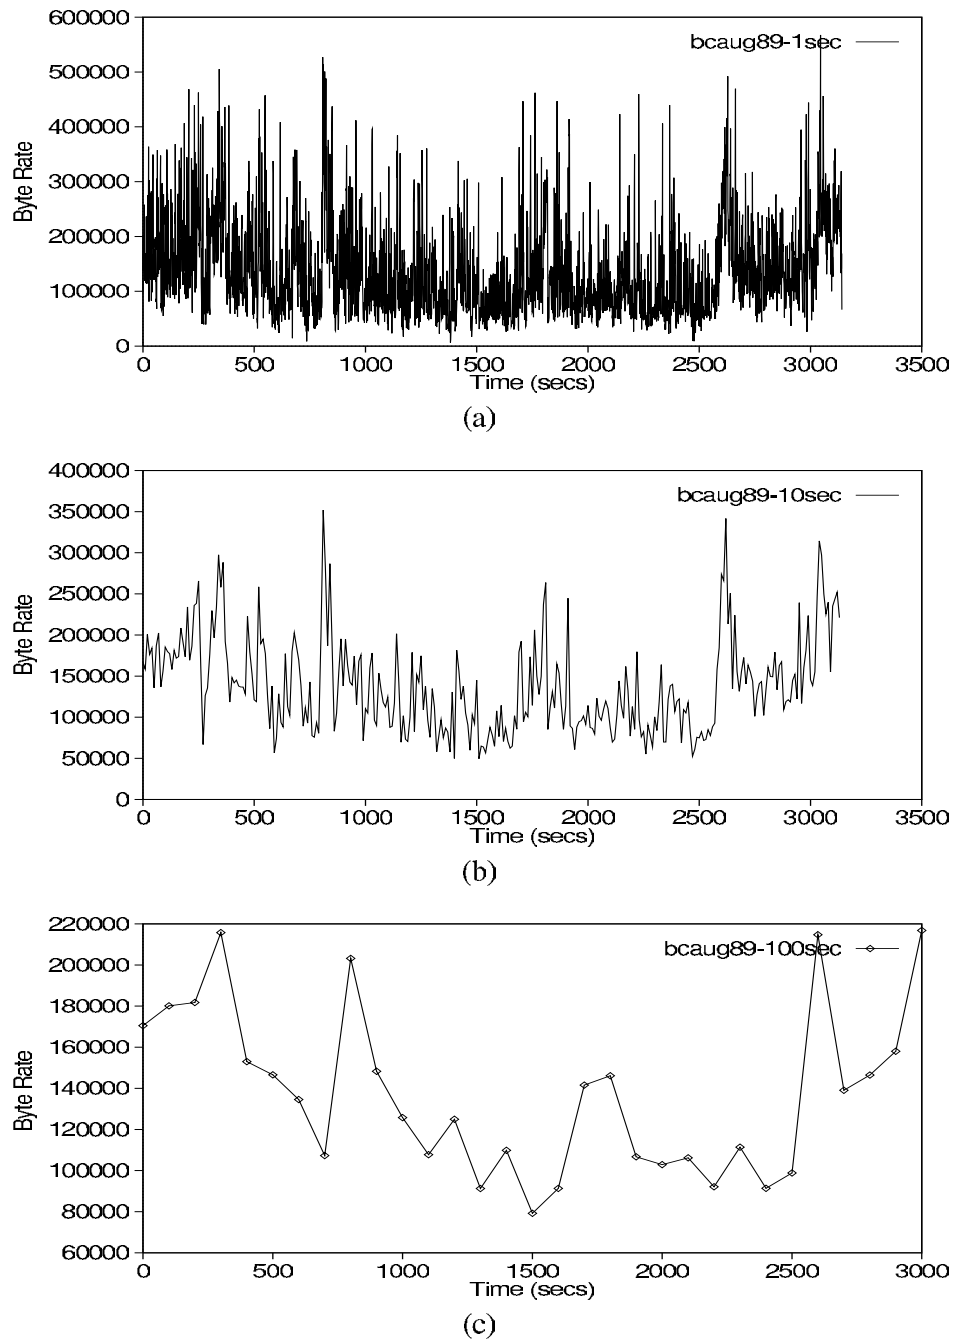 600000
bcaug89-1sec
500000
400000
300000
200000
100000
0
Byte Rate
0 500 1000 1500 2000 2500 3000 3500
Time (secs)
(a)
400000
bcaug89-10sec
350000
300000
250000
200000
150000
100000
50000
0
Byte Rate
0 500 1000 1500 2000 2500 3000 3500
Time (secs)
(b)
220000
bcaug89-100sec
200000
180000
160000
140000
120000
100000
80000
60000
Byte Rate
0 500 1000 1500 2000 2500 3000
Time (secs)
(c)